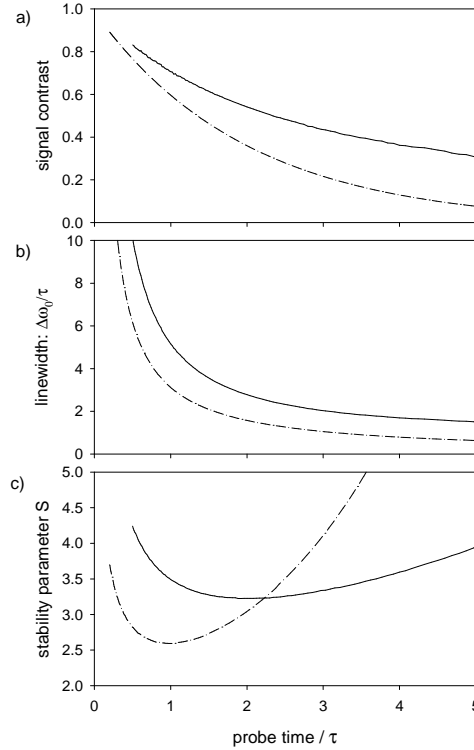 a)
1.0
0.8
0.6
0.4
0.2
0.0
signal contrast
b)
10
8
6
4
2
0
linewidth: Δω₀/τ
c)
5.0
4.5
4.0
3.5
3.0
2.5
2.0
stability parameter S
0 1 2 3 4 5
probe time / τ